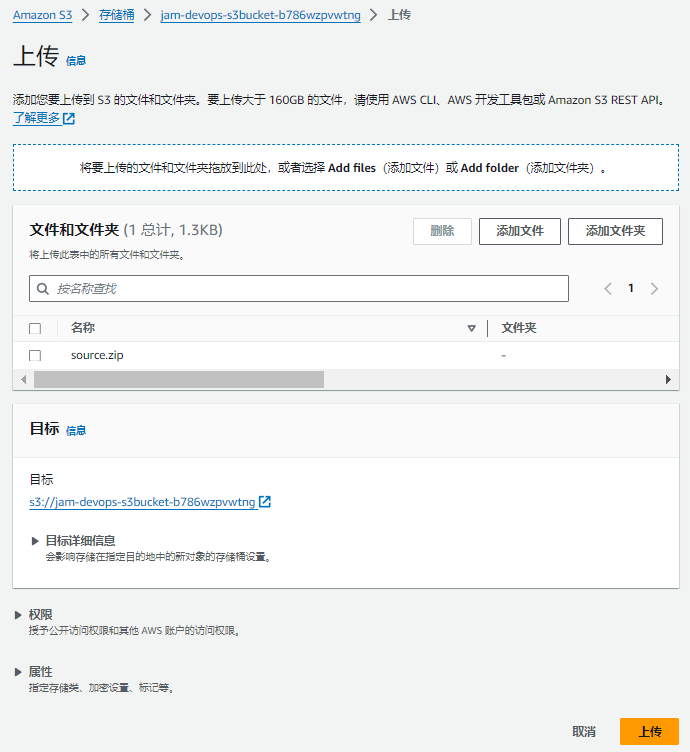 Amazon S3 > 存储桶 > jam-devops-s3bucket-b786wzpvwtng > 上传
上传 信息
添加您要上传到 S3 的文件和文件夹。要上传大于 160GB 的文件，请使用 AWS CLI、AWS 开发工具包或 Amazon S3 REST API。
了解更多
将要上传的文件和文件夹拖放到此处，或者选择 Add files（添加文件）或 Add folder（添加文件夹）。
文件和文件夹 (1 总计, 1.3KB) 删除 添加文件 添加文件夹
将上传此表中的所有文件和文件夹。
按名称查找 1
名称 文件夹
source.zip -
目标 信息
目标
s3://jam-devops-s3bucket-b786wzpvwtng
目标详细信息
会影响存储在指定目的地中的新对象的存储桶设置。
权限
授予公开访问权限和其他 AWS 账户的访问权限。
属性
指定存储类、加密设置、标记等。
取消 上传